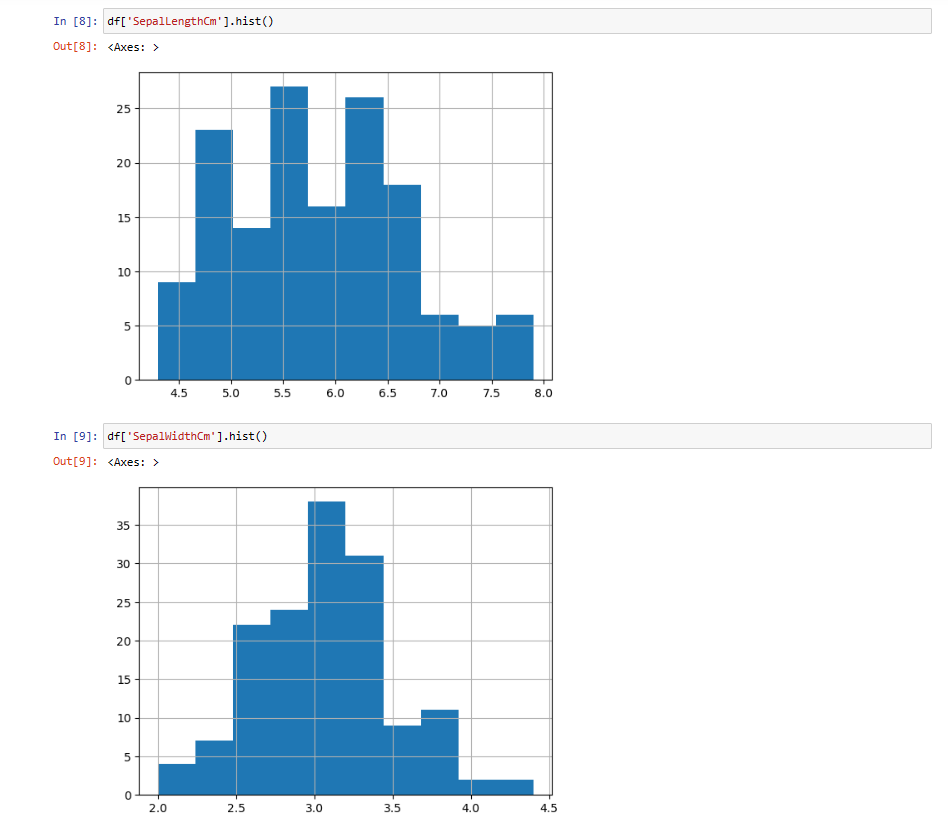 In [8]: df['SepalLengthCm'].hist()
Out[8]: <Axes: >
25
20
15
10
5
0
4.5 5.0 5.5 6.0 6.5 7.0 7.5 8.0
In [9]: df['SepalWidthCm'].hist()
Out[9]: <Axes: >
35
30
25
20
15
10
5
0
2.0 2.5 3.0 3.5 4.0 4.5